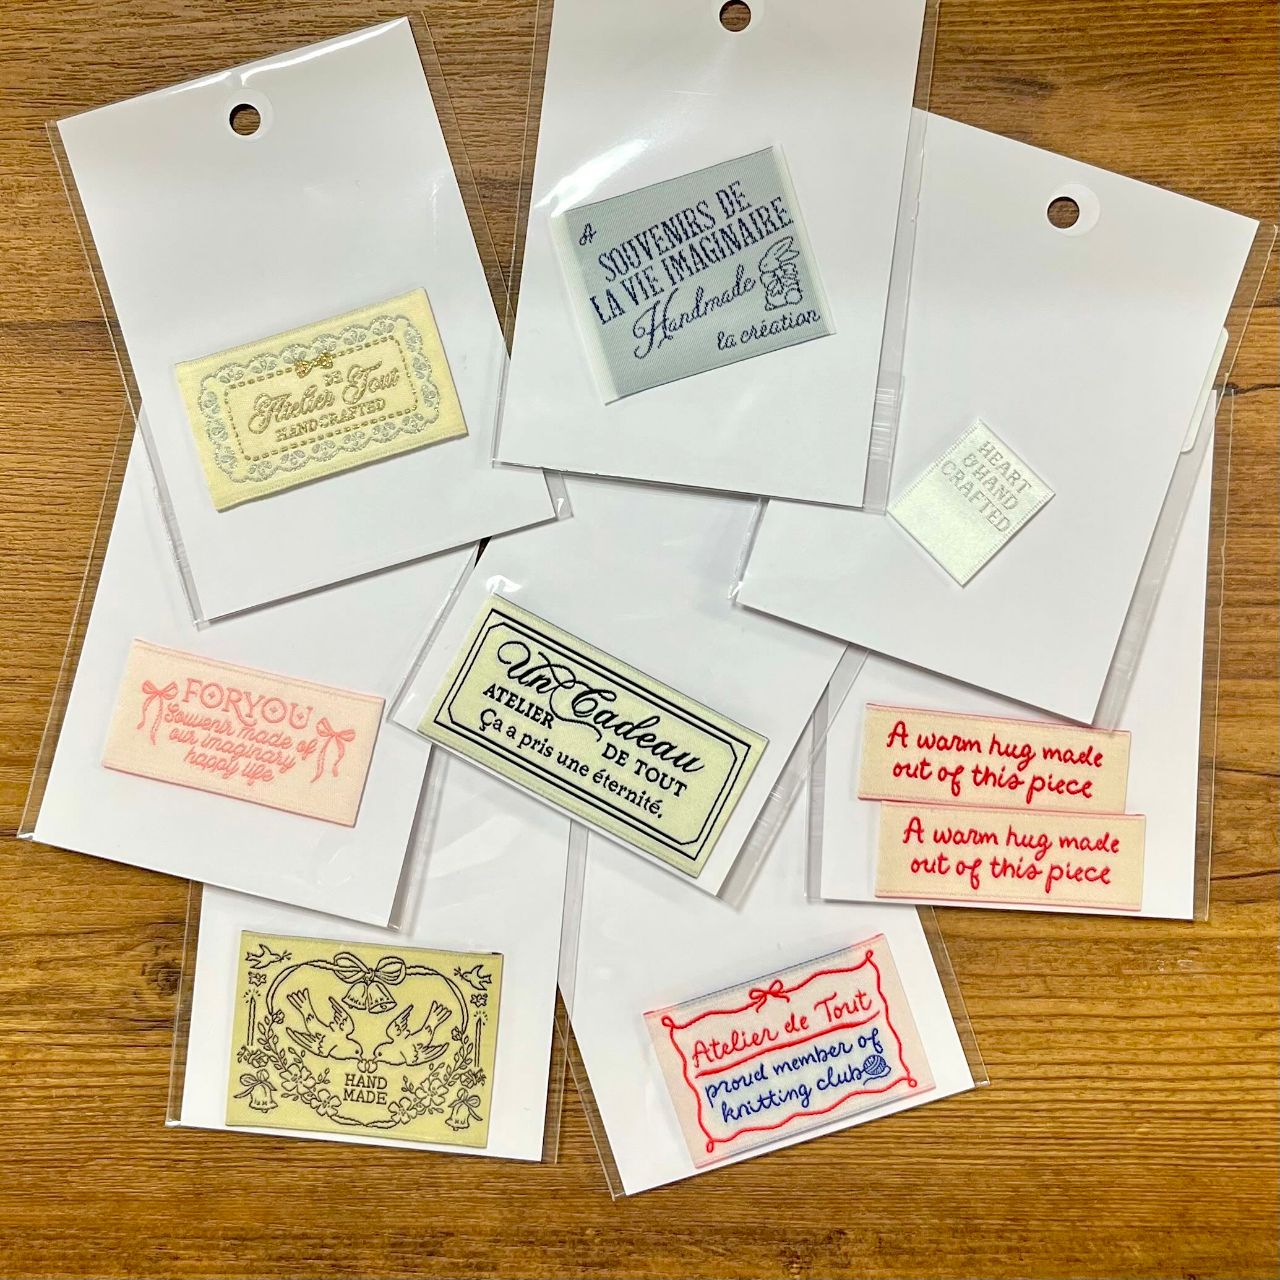 A
SOUVENIRS DE
LA VIE IMAGINAIRE
Handmade
la création
DE
Atelier Tout
HANDCRAFTED
HEART
& HAND
CRAFTED
FORYOU
Souvenir made of
our imaginary
happy life
Un Cadeau
ATELIER
DE TOUT
Ça a pris une éternité.
A warm hug made
out of this piece
A warm hug made
out of this piece
HAND
MADE
Atelier de Tout
proud member of
knitting club